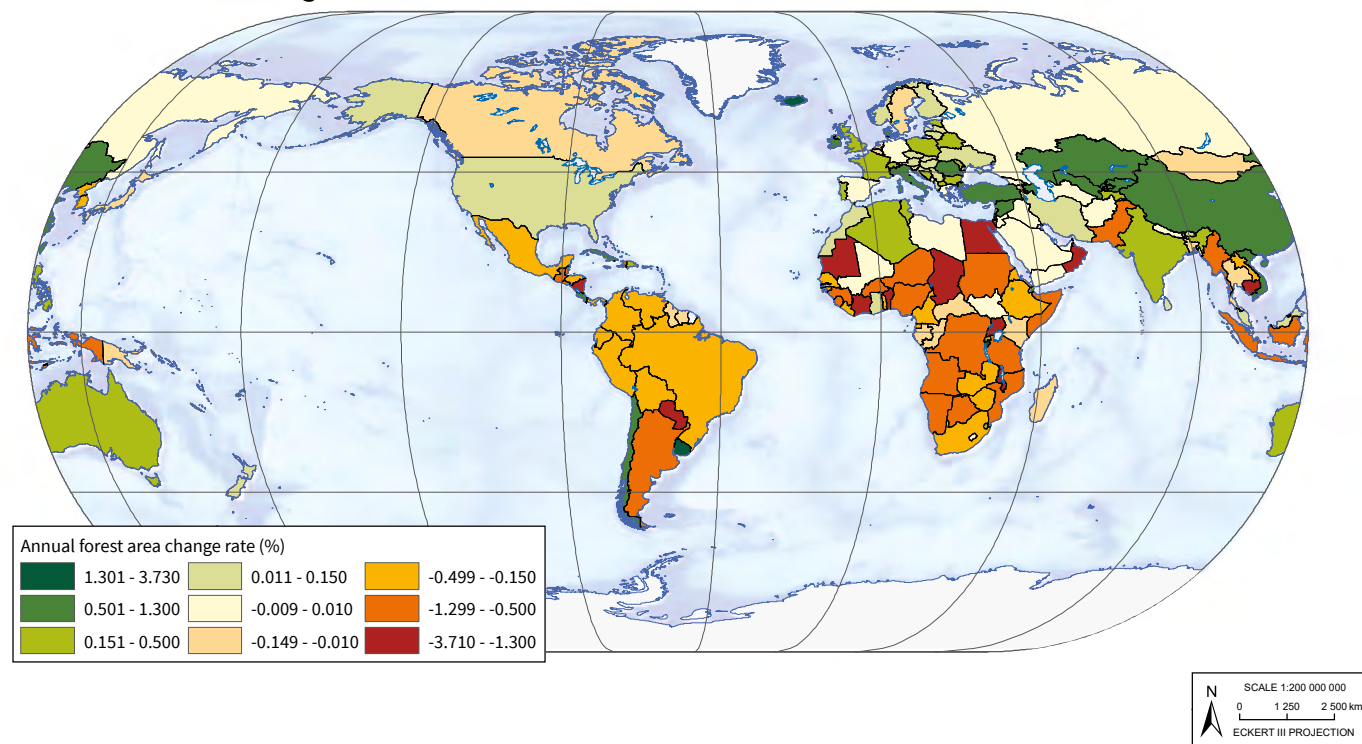 Annual forest area change rate (%)
1.301 - 3.730 0.011 - 0.150 -0.499 - -0.150
0.501 - 1.300 -0.009 - 0.010 -1.299 - -0.500
0.151 - 0.500 -0.149 - -0.010 -3.710 - -1.300
N
SCALE 1:200 000 000
0 1 250 2 500 km
ECKERT III PROJECTION